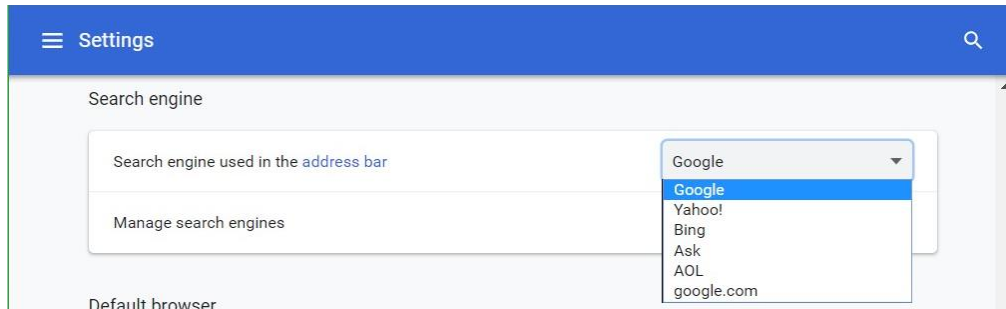 Settings
Search engine
Search engine used in the address bar
Google
Google
Yahoo!
Manage search engines
Bing
Ask
AOL
google.com
Default browser